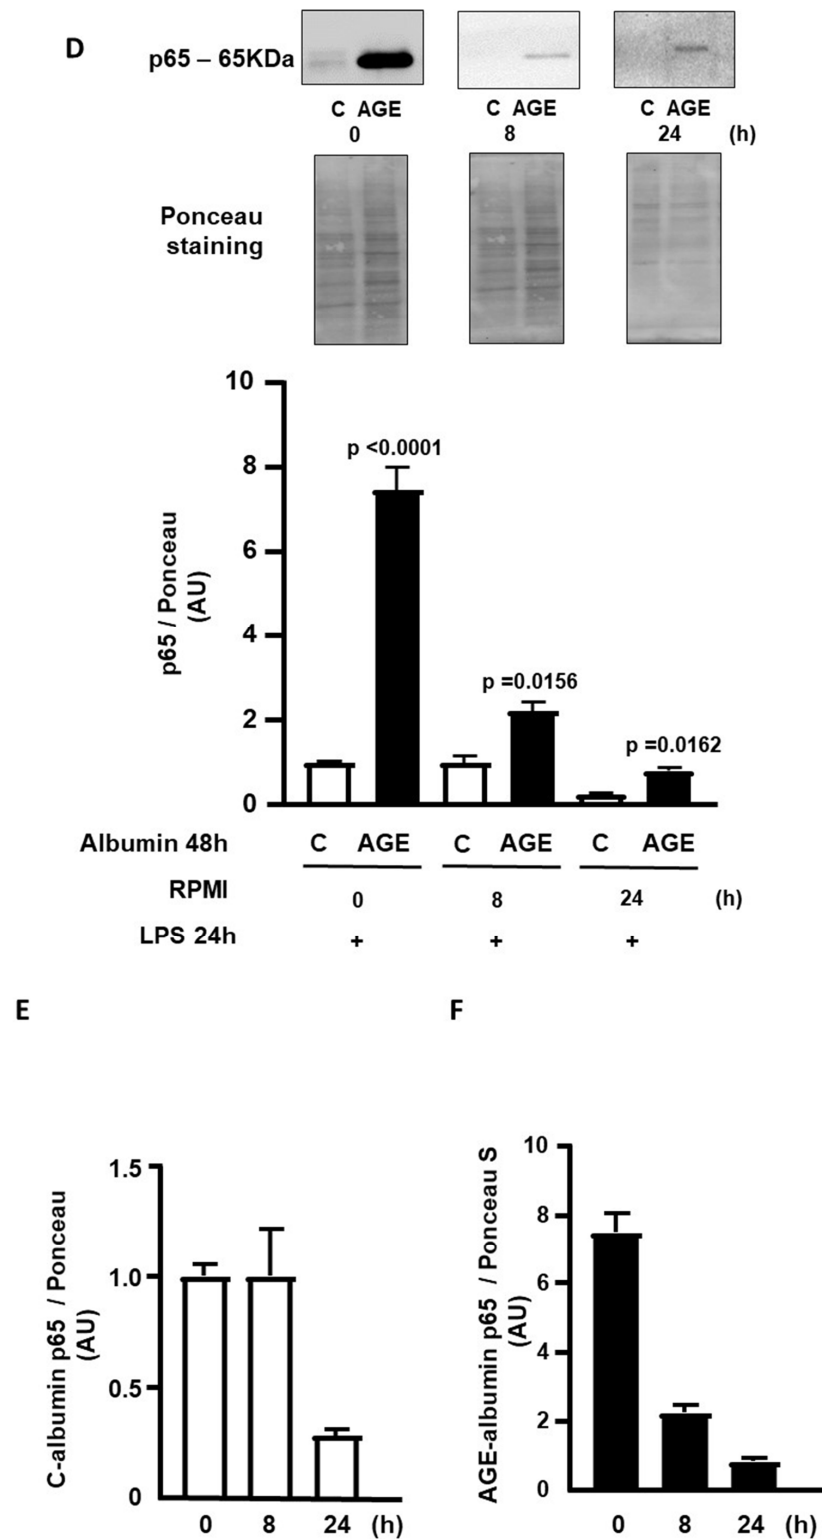 D
p65 – 65KDa
C AGE C AGE C AGE
0 8 24 (h)
Ponceau
staining
10
8
6
4
2
0
p65 / Ponceau
(AU)
p <0.0001
p =0.0156
p =0.0162
Albumin 48h C AGE C AGE C AGE
RPMI 0 8 24 (h)
LPS 24h + + +
E
C-albumin p65 / Ponceau
(AU)
1.5
1.0
0.5
0
0 8 24 (h)
F
AGE-albumin p65 / Ponceau S
(AU)
10
8
6
4
2
0
0 8 24 (h)